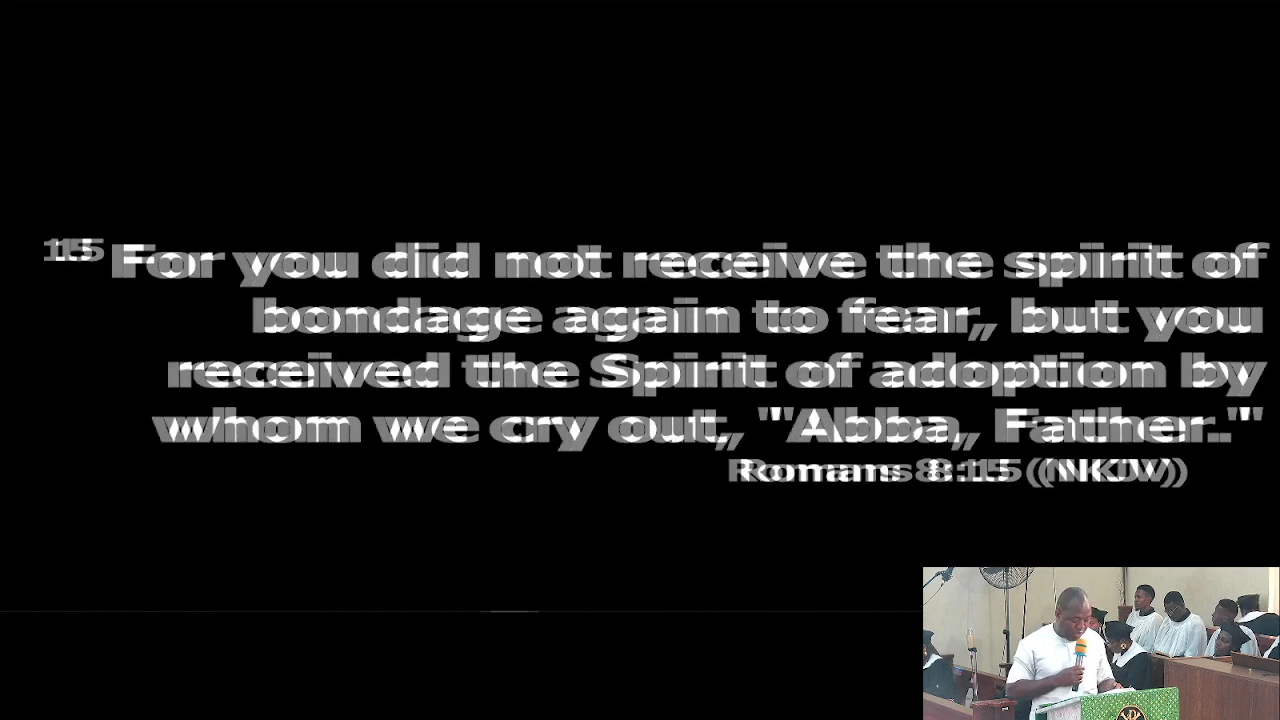 15 For you did not receive the spirit of
bondage again to fear, but you
received the Spirit of adoption by
whom we cry out, "Abba, Father."
Romans 8:15 (NKJV)